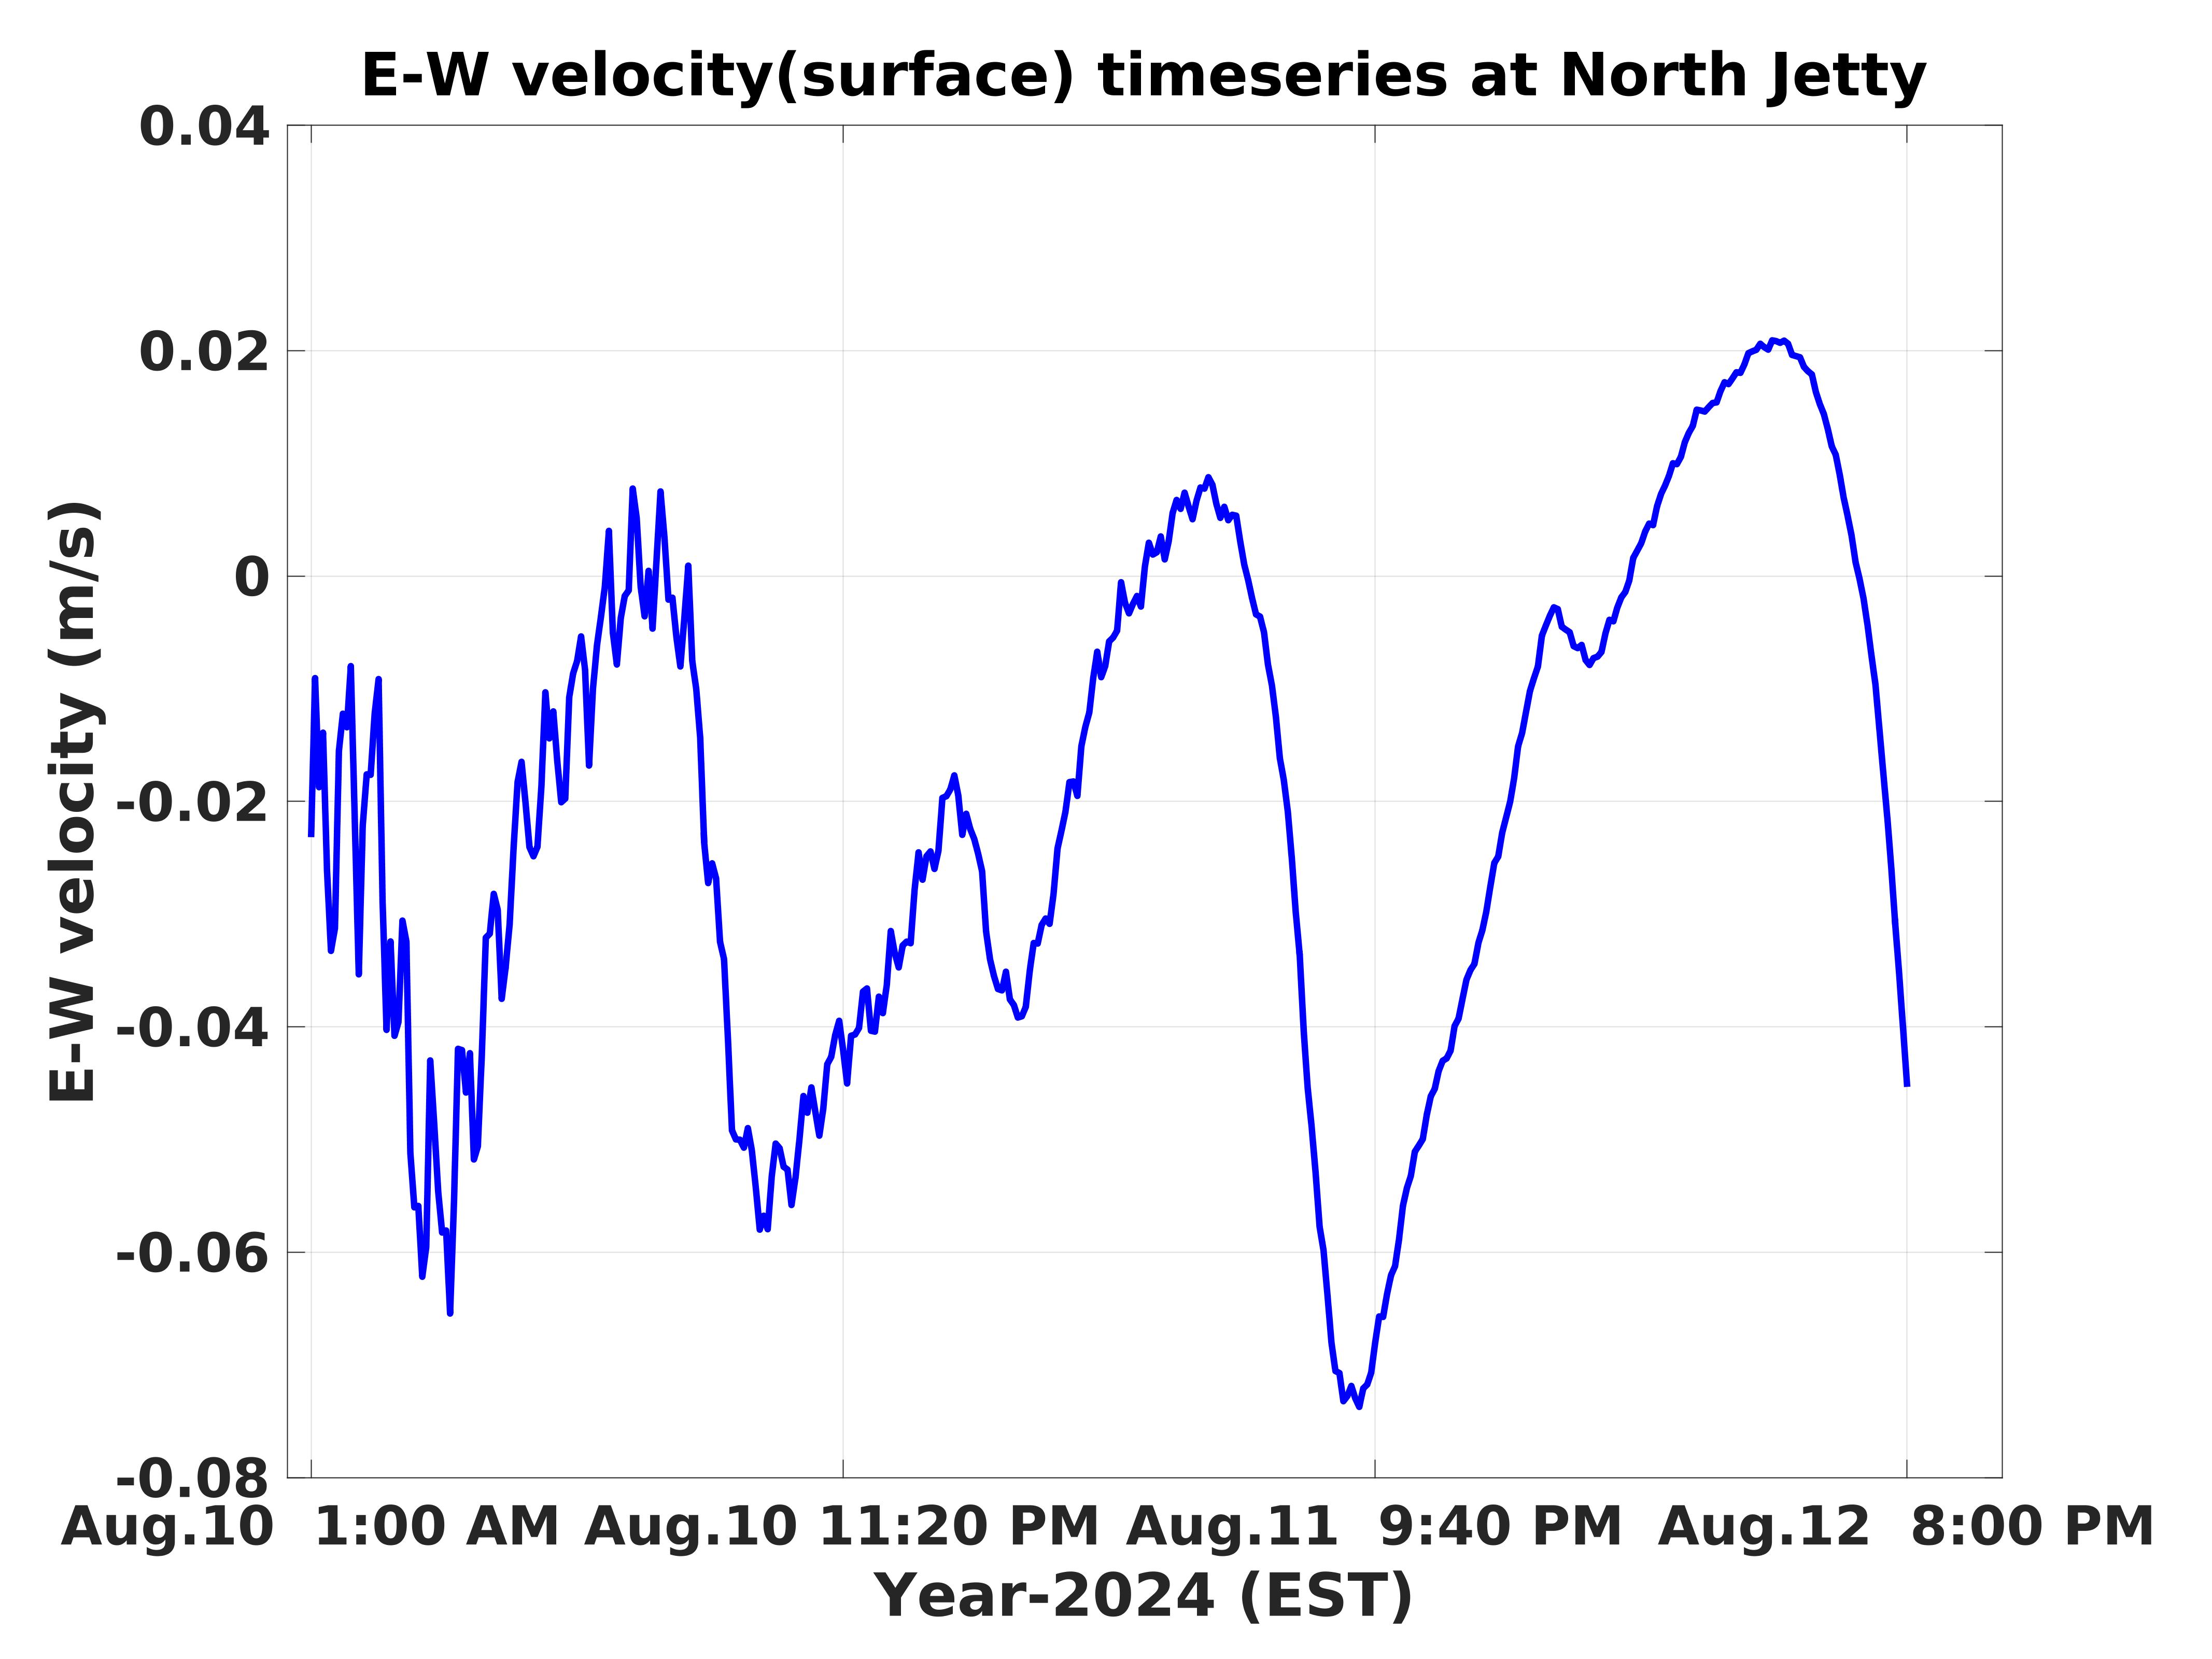 E-W velocity(surface) timeseries at North Jetty
0.04
0.02
0
-0.02
-0.04
-0.06
-0.08
E-W velocity (m/s)
Aug.10 1:00 AM Aug.10 11:20 PM Aug.11 9:40 PM Aug.12 8:00 PM
Year-2024 (EST)